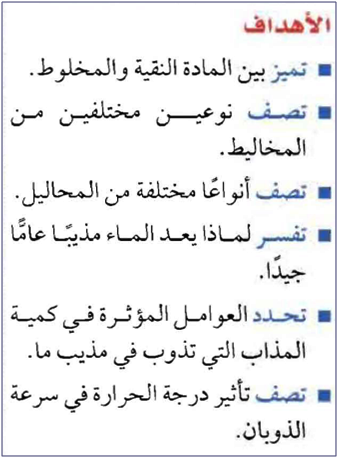 الأهداف
■ تميز بين المادة النقية والمخلوط.
■ تصف نوعين مختلفين من
المخاليط.
■ تصف أنواعًا مختلفة من المحاليل.
■ تفسر لماذا يعد الماء مذيبًا عامًّا
جيدًا.
■ تحدد العوامل المؤثرة في كمية
المذاب التي تذوب في مذيب ما.
■ تصف تأثير درجة الحرارة في سرعة
الذوبان.